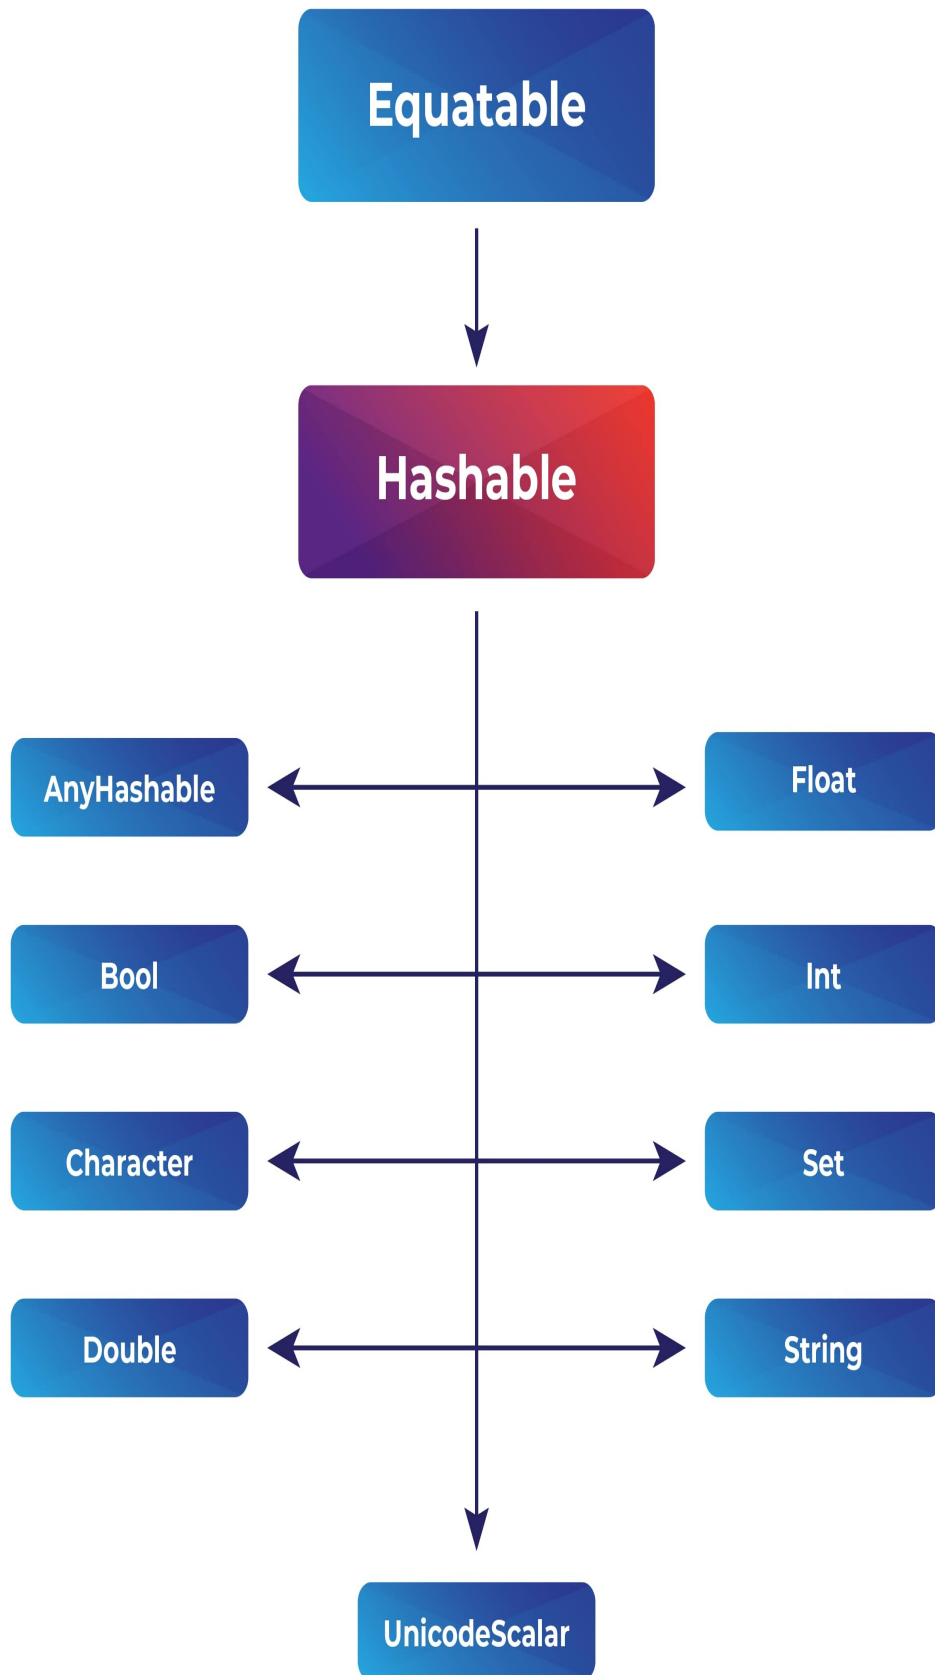 Equatable
Hashable
AnyHashable
Float
Bool
Int
Character
Set
Double
String
UnicodeScalar